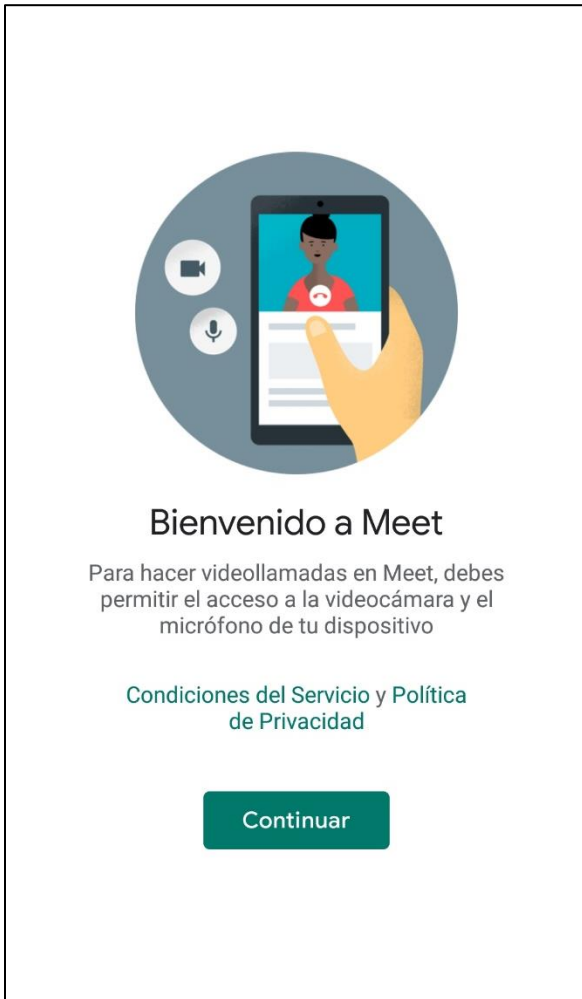 Bienvenido a Meet
Para hacer videollamadas en Meet, debes
permitir el acceso a la videocámara y el
micrófono de tu dispositivo
Condiciones del Servicio y Política
de Privacidad
Continuar